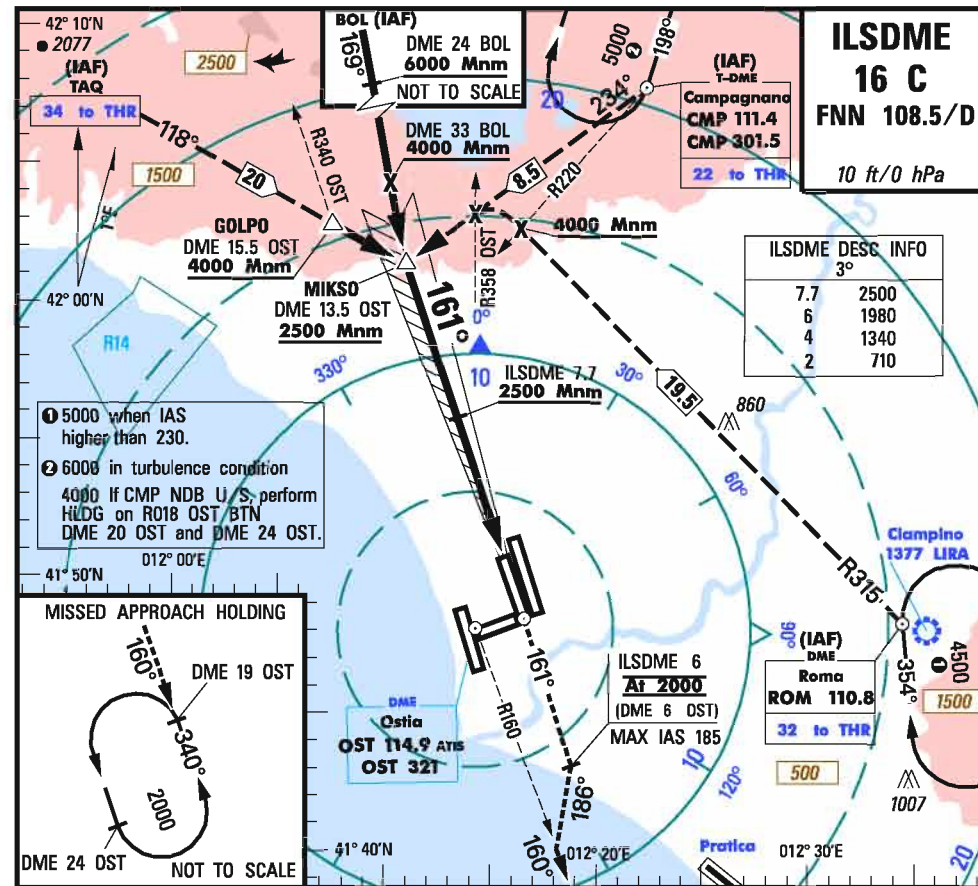 42° 10'N
2077
(IAF)
TAQ
34 to THR
2500
BOL (IAF)
169°
DME 24 BOL
6000 Mnm
NOT TO SCALE
DME 33 BOL
4000 Mnm
5000 ❷
198°
234°
20
(IAF)
T-DME
Campagnano
CMP 111.4
CMP 301.5
22 to THR
ILSDME
16 C
FNN 108.5/D
10 ft/0 hPa
118°
20
1500
1°E
R340 OST
GOLPO
DME 15.5 OST
4000 Mnm
8.5
R220
4000 Mnm
R358 OST
MIKSO
DME 13.5 OST
2500 Mnm
42° 00'N
R14
161°
0°
10
330°
30°
ILSDME 7.7
2500 Mnm
ILSDME DESC INFO
3°
7.7 2500
6 1980
4 1340
2 710
19.5
860
60°
❶ 5000 when IAS
higher than 230.
❷ 6000 in turbulence condition
4000 If CMP NDB U/S, perform
HLDG on R018 OST BTN
DME 20 OST and DME 24 OST.
012° 00'E
41° 50'N
Ciampino
1377 LIRA
R315
90°
(IAF)
DME
Roma
ROM 110.8
32 to THR
354°
4500
❶
1500
MISSED APPROACH HOLDING
160°
DME 19 OST
340°
2000
DME 24 OST
NOT TO SCALE
DME
Ostia
OST 114.9 ATIS
OST 321
R160
161°
ILSDME 6
At 2000
(DME 6 OST)
MAX IAS 185
186°
160°
10
120°
500
1007
41° 40'N
012° 20'E
Pratica
012° 30'E
20